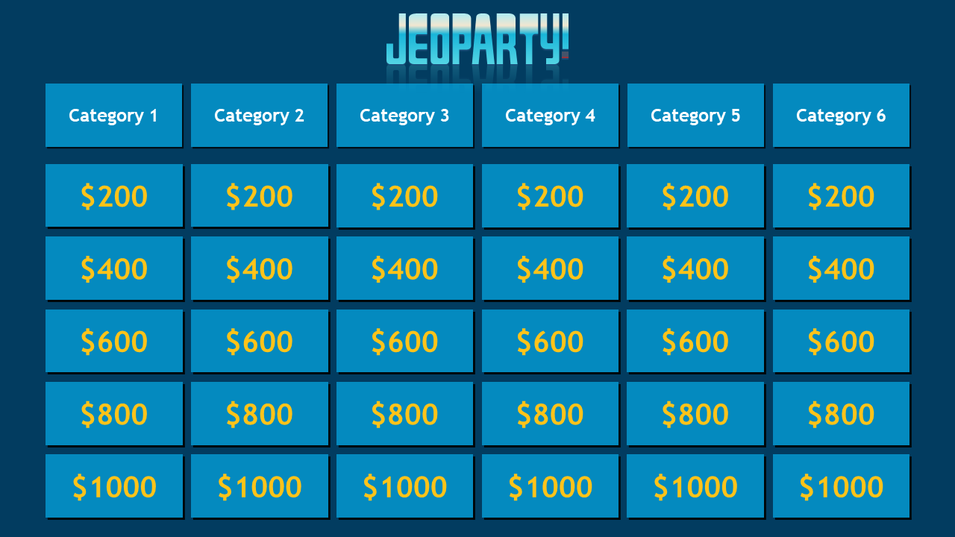 JEOPARTY!
Category 1 Category 2 Category 3 Category 4 Category 5 Category 6
$200 $200 $200 $200 $200 $200
$400 $400 $400 $400 $400 $400
$600 $600 $600 $600 $600 $600
$800 $800 $800 $800 $800 $800
$1000 $1000 $1000 $1000 $1000 $1000